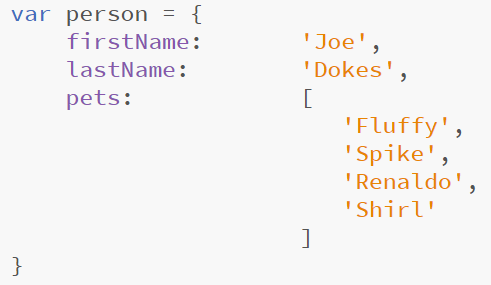 var person = {
    firstName:       'Joe',
    lastName:        'Dokes',
    pets:            [
                        'Fluffy',
                        'Spike',
                        'Renaldo',
                        'Shirl'
                     ]
}